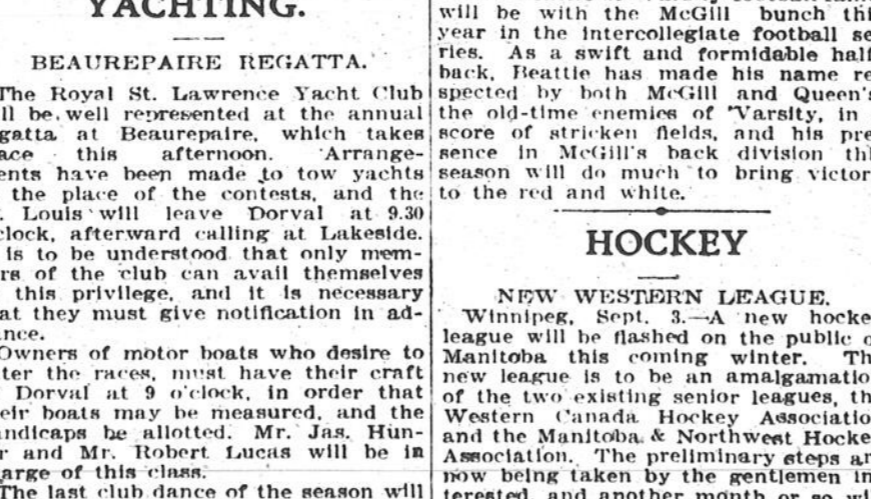 YACHTING.
BEAUREPAIRE REGATTA.
The Royal St. Lawrence Yacht Club
ll be well represented at the annual
gatta at Beaurepaire, which takes
ace this afternoon. Arrange-
ents have been made to tow yachts
the place of the contests, and the
. Louis will leave Dorval at 9.30
clock, afterward calling at Lakeside.
is to be understood that only mem-
rs of the club can avail themselves
this privilege, and it is necessary
at they must give notification in ad-
nce.
Owners of motor boats who desire to
ter the races, must have their craft
Dorval at 9 o'clock, in order that
eir boats may be measured, and the
ndicaps be allotted. Mr. Jas. Hun-
r and Mr. Robert Lucas will be in
arge of this class.
The last club dance of the season will
will be with the McGill bunch thi
year in the intercollegiate football se
ries. As a swift and formidable half
back, Beattie has made his name re
spected by both McGill and Queen's
the old-time enemies of 'Varsity, in
score of stricken fields, and his pre
sence in McGill's back division thi
season will do much to bring victor
to the red and white.
HOCKEY
NEW WESTERN LEAGUE.
Winnipeg, Sept. 3.—A new hocke
league will be flashed on the public o
Manitoba this coming winter. Th
new league is to be an amalgamatio
of the two existing senior leagues, th
Western Canada Hockey Associatio
and the Manitoba & Northwest Hocke
Association. The preliminary steps ar
now being taken by the gentlemen in
terested, and another month or so wi